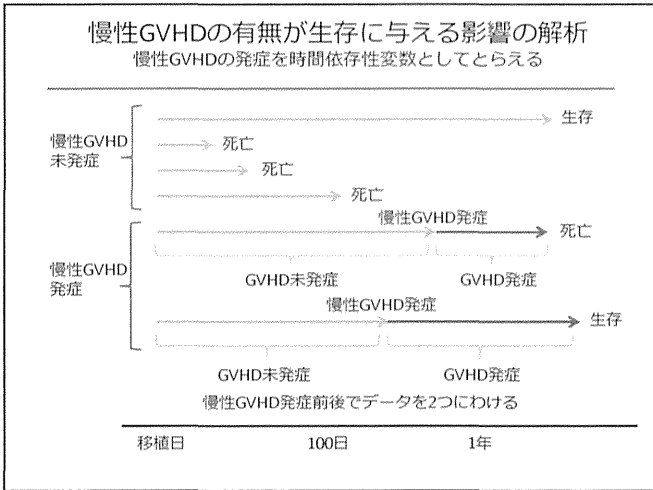 慢性GVHDの有無が生存に与える影響の解析
慢性GVHDの発症を時間依存性変数としてとらえる
生存
慢性GVHD
未発症
死亡
死亡
死亡
慢性GVHD発症
死亡
慢性GVHD
発症
GVHD未発症
GVHD発症
慢性GVHD発症
生存
GVHD未発症
GVHD発症
慢性GVHD発症前後でデータを2つにわける
移植日
100日
1年